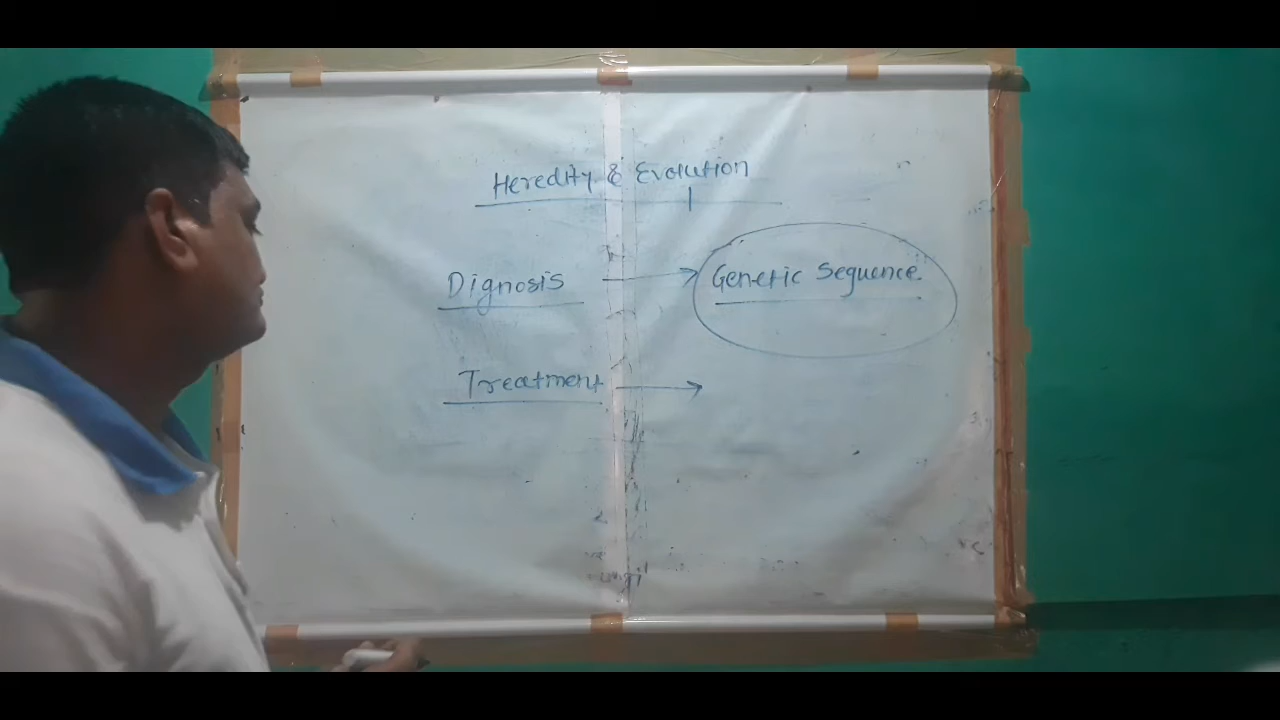 Heredity & Evolution
Dignosis → Genetic Sequence
Treatment →